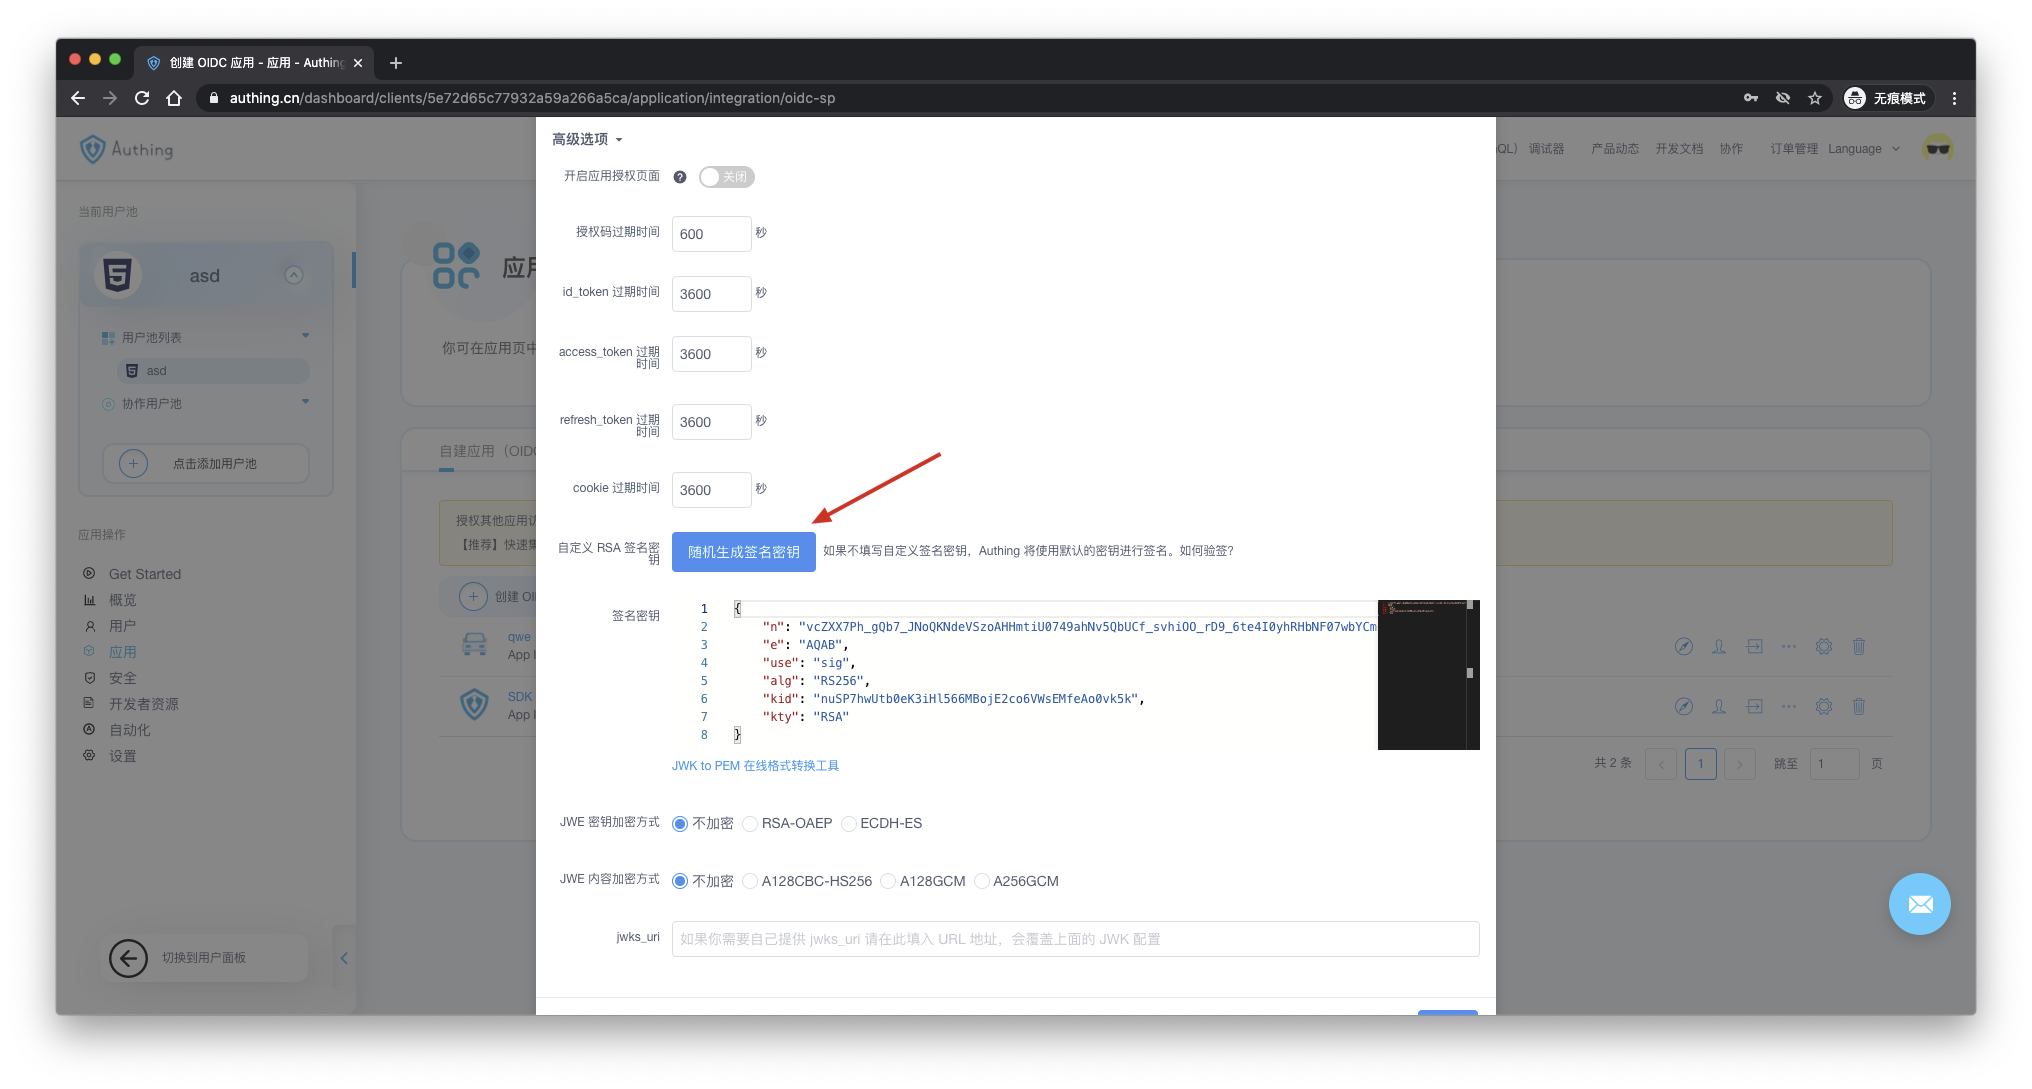 创建 OIDC 应用 - 应用 - Authing
authing.cn/dashboard/clients/5e72d65c77932a59a266a5ca/application/integration/oidc-sp
无痕模式
Authing
QL） 调试器 产品动态 开发文档 协作 订单管理 Language
当前用户池
asd
用户池列表
asd
协作用户池
点击添加用户池
应用操作
Get Started
概览
用户
应用
安全
开发者资源
自动化
设置
切换到用户面板
应用
你可在应用页中
自建应用（OIDC
授权其他应用
【推荐】快速集
创建 OI
qwe
App
SDK
App
共 2 条 1 跳至 1 页
高级选项
开启应用授权页面 ? 关闭
授权码过期时间 600 秒
id_token 过期时间 3600 秒
access_token 过期
时间 3600 秒
refresh_token 过期
时间 3600 秒
cookie 过期时间 3600 秒
自定义 RSA 签名密
钥 随机生成签名密钥 如果不填写自定义签名密钥，Authing 将使用默认的密钥进行签名。如何验签?
签名密钥
1 {
2 "n": "vcZXX7Ph_gQb7_JNoQKNdeVSzoAHHmtiU0749ahNv5QbUCf_svhiOO_rD9_6te4I0yhRHbNF07wbYCm
3 "e": "AQAB",
4 "use": "sig",
5 "alg": "RS256",
6 "kid": "nuSP7hwUtb0eK3iHl566MBojE2co6VWsEMfeAo0vk5k",
7 "kty": "RSA"
8 }
JWK to PEM 在线格式转换工具
JWE 密钥加密方式 不加密 RSA-OAEP ECDH-ES
JWE 内容加密方式 不加密 A128CBC-HS256 A128GCM A256GCM
jwks_uri 如果你需要自己提供 jwks_uri 请在此填入 URL 地址，会覆盖上面的 JWK 配置